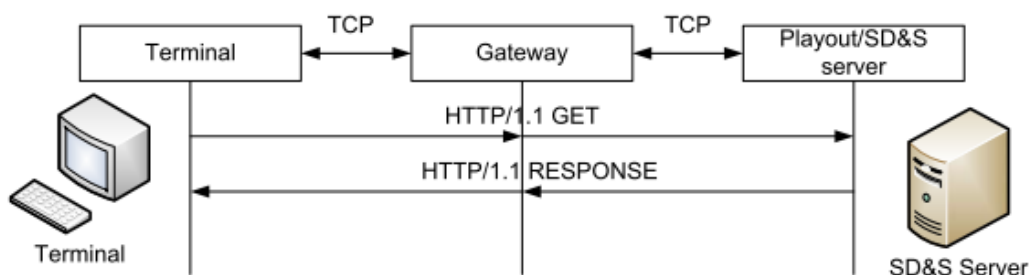 TCP
TCP
Terminal
Gateway
Playout/SD&S
server
HTTP/1.1 GET
HTTP/1.1 RESPONSE
Terminal
SD&S Server